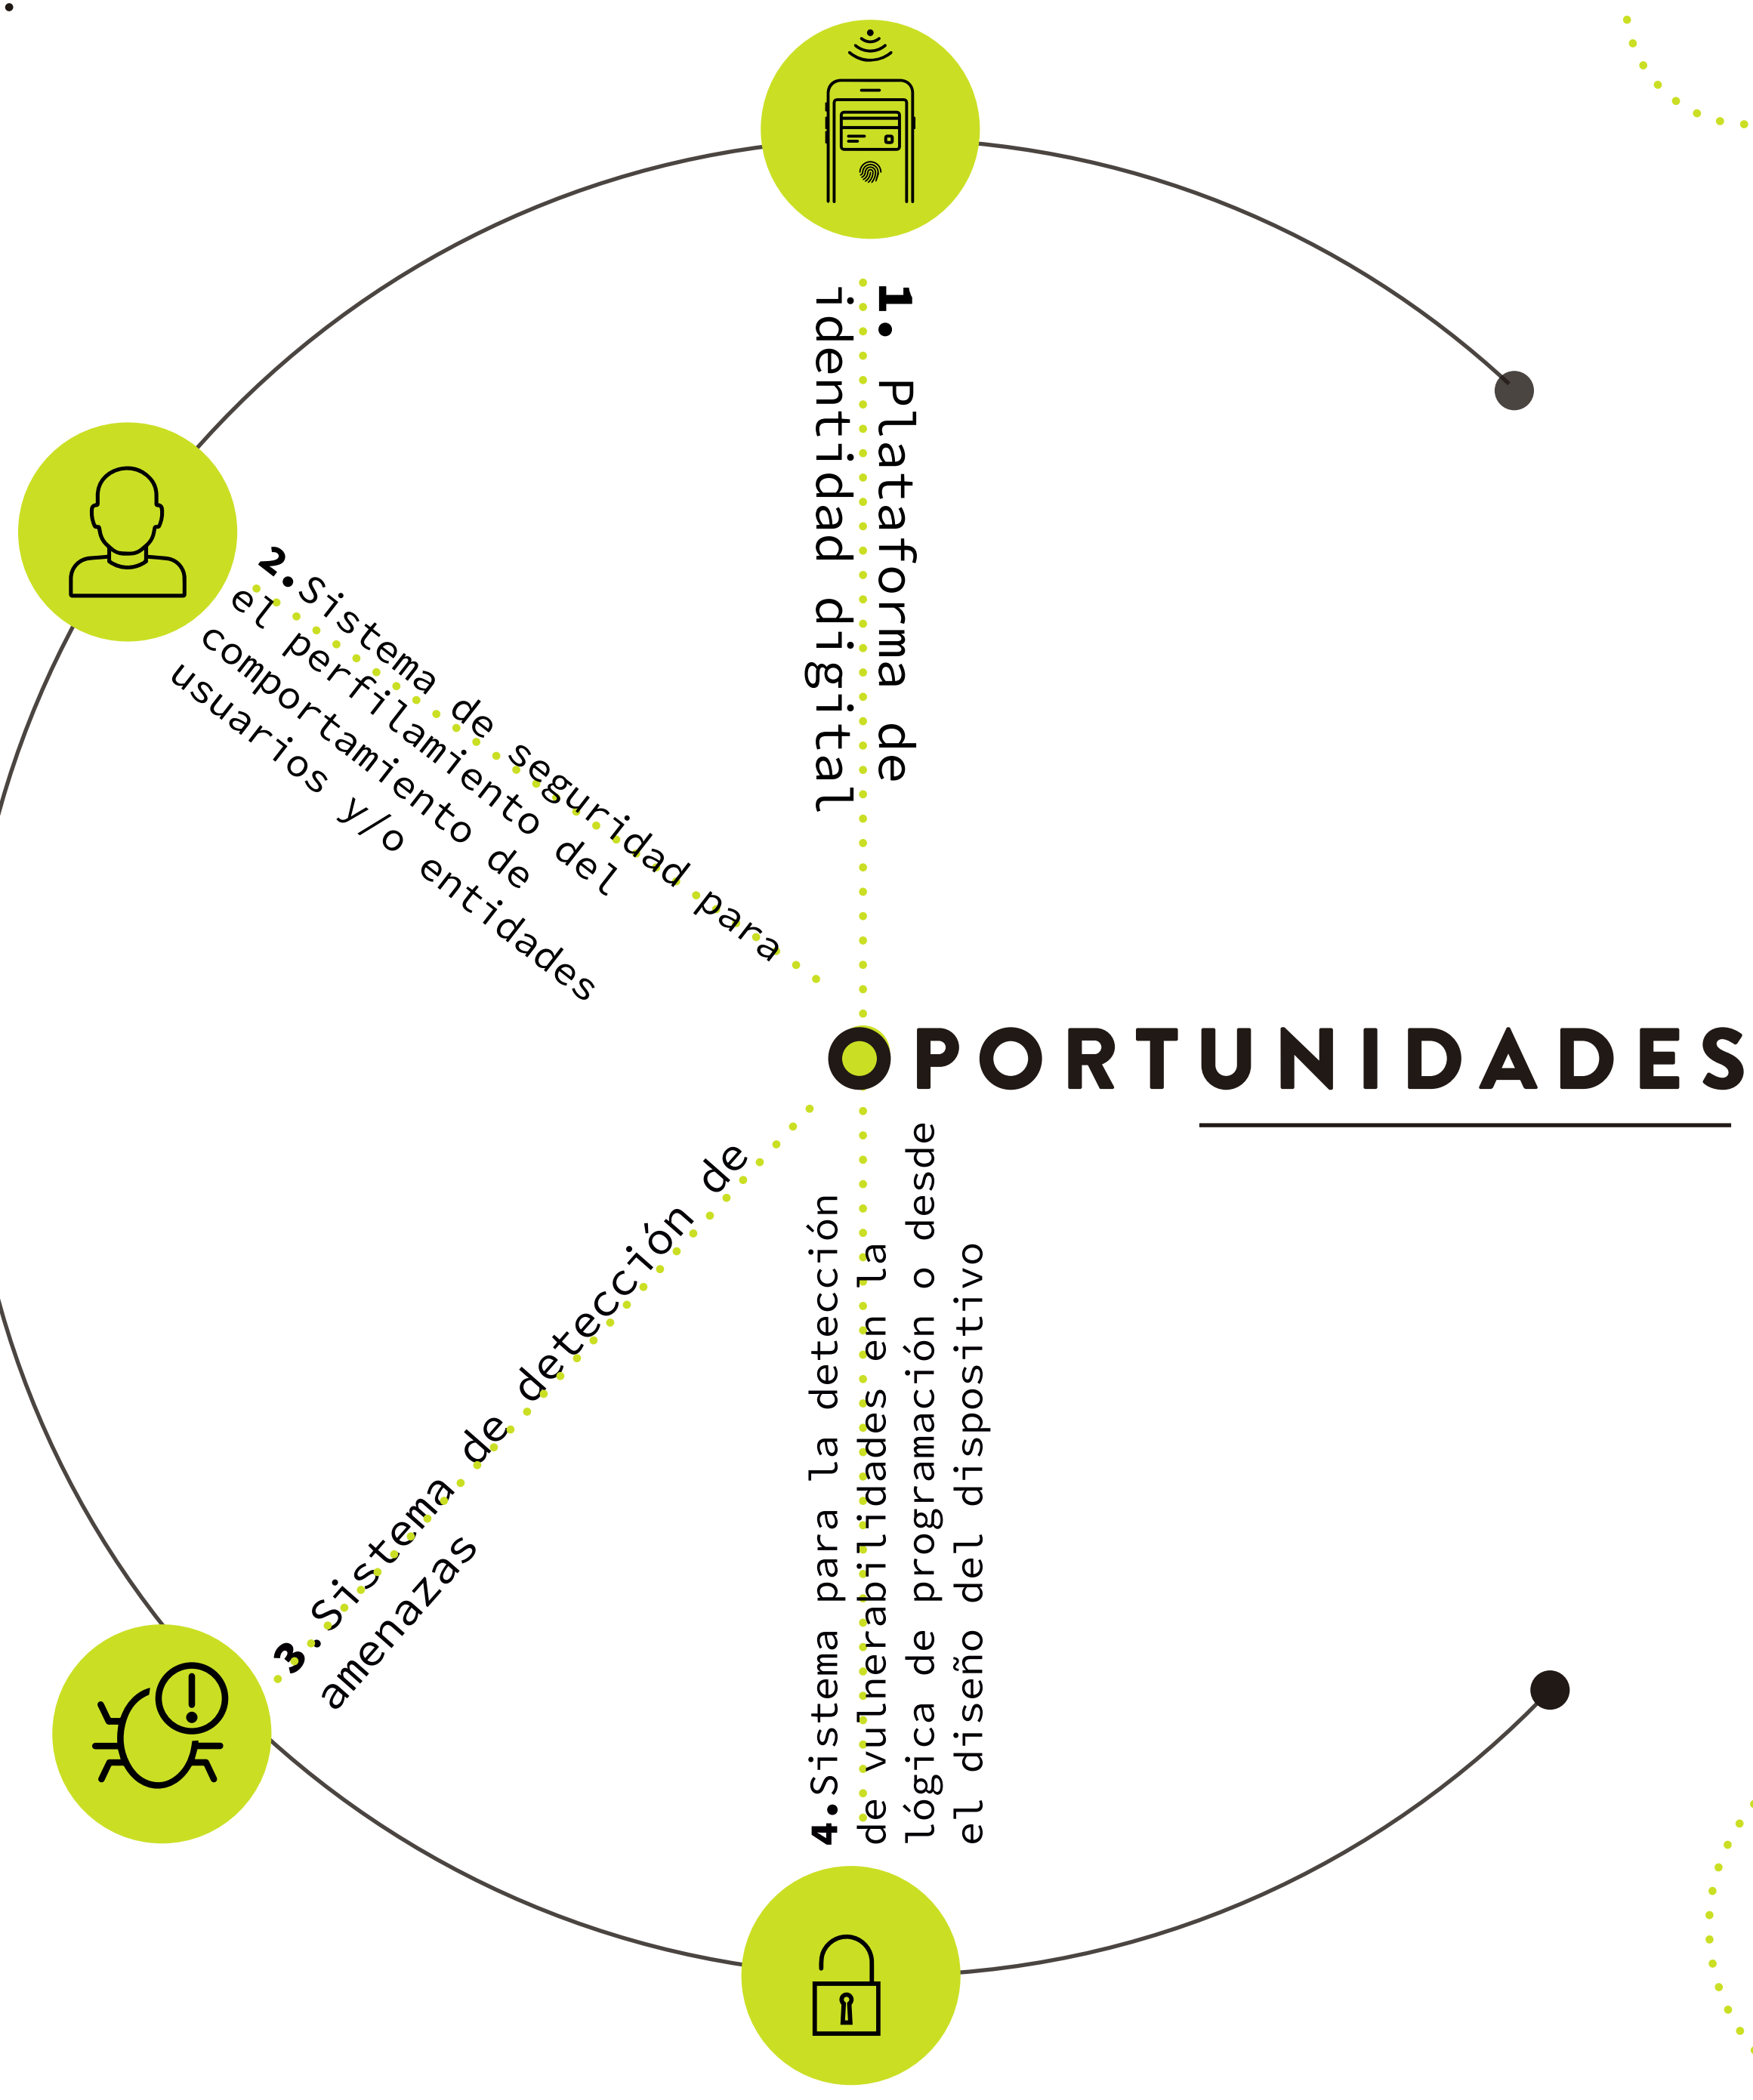 1. Plataforma de
identidad digital
2.Sistema de seguridad para
el perfilamiento del
comportamiento de
usuarios y/o entidades
OPORTUNIDADES
3.Sistema de detección de
amenazas
4.Sistema para la detección
de vulnerabilidades en la
lógica de programación o desde
el diseño del dispositivo